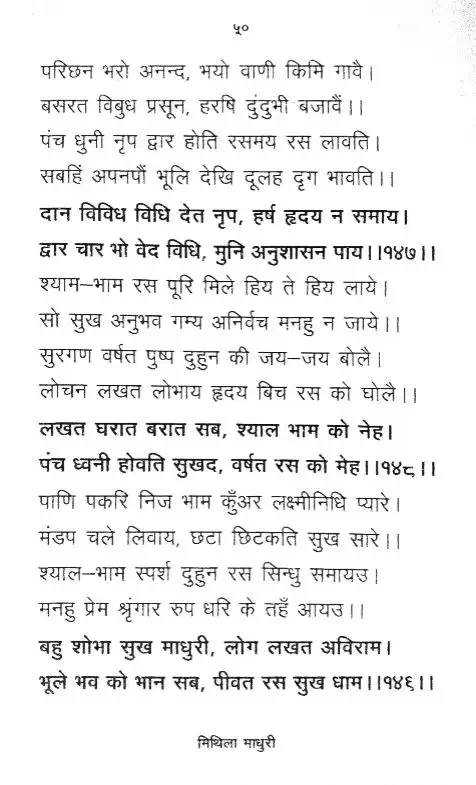 ५०
परिछन भरो अनन्द, भयो वाणी किमि गावै।
बसरत विबुध प्रसून, हरषि दुंदुभी बजावैं।।
पंच धुनी नृप द्वार होति रसमय रस लावति।
सबहिं अपनपौं भूलि देखि दूलह दृग भावति।।
दान विविध विधि देत नृप, हर्ष हृदय न समाय।
द्वार चार भो वेद विधि, मुनि अनुशासन पाय।।१४७।।
श्याम–भाम रस पूरि मिले हिय ते हिय लाये।
सो सुख अनुभव गम्य अनिर्वच मनहु न जाये।।
सुरगण वर्षत पुष्प दुहुन की जय–जय बोलै।
लोचन लखत लोभाय हृदय बिच रस को घोलै।।
लखत घरात बरात सब, श्याल भाम को नेह।
पंच ध्वनी होवति सुखद, वर्षत रस को मेह।।१४८।।
पाणि पकरि निज भाम कुँअर लक्ष्मीनिधि प्यारे।
मंडप चले लिवाय, छटा छिटकति सुख सारे।।
श्याल–भाम स्पर्श दुहुन रस सिन्धु समायउ।
मनहु प्रेम श्रृंगार रुप धरि के तहँ आयउ।।
बहु शोभा सुख माधुरी, लोग लखत अविराम।
भूले भव को भान सब, पीवत रस सुख धाम।।१४६।।
मिथिला माधुरी